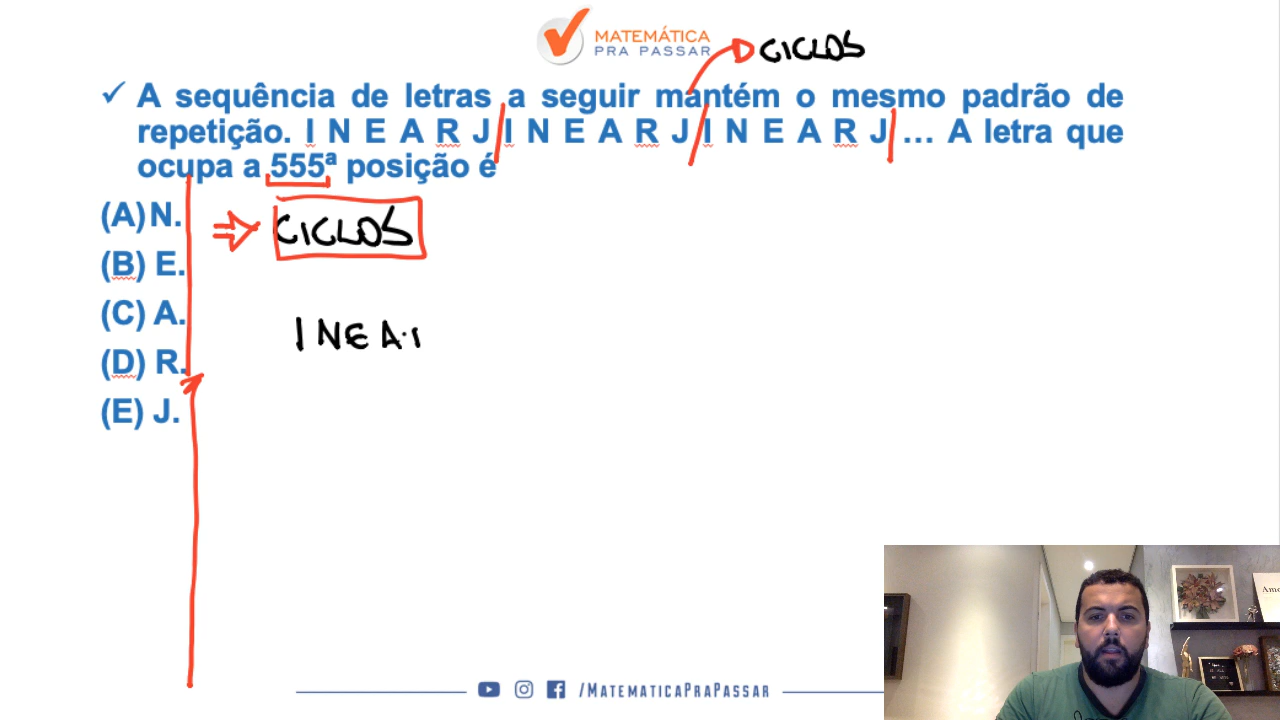 MATEMÁTICA
PRA PASSAR
CICLOS
✓ A sequência de letras a seguir mantém o mesmo padrão de
repetição. I N E A R J I N E A R J I N E A R J ... A letra que
ocupa a 555ª posição é
(A) N.
CICLOS
(B) E.
(C) A.
I N E A
(D) R.
(E) J.
Amo
/MATEMATICAPRAPASSAR